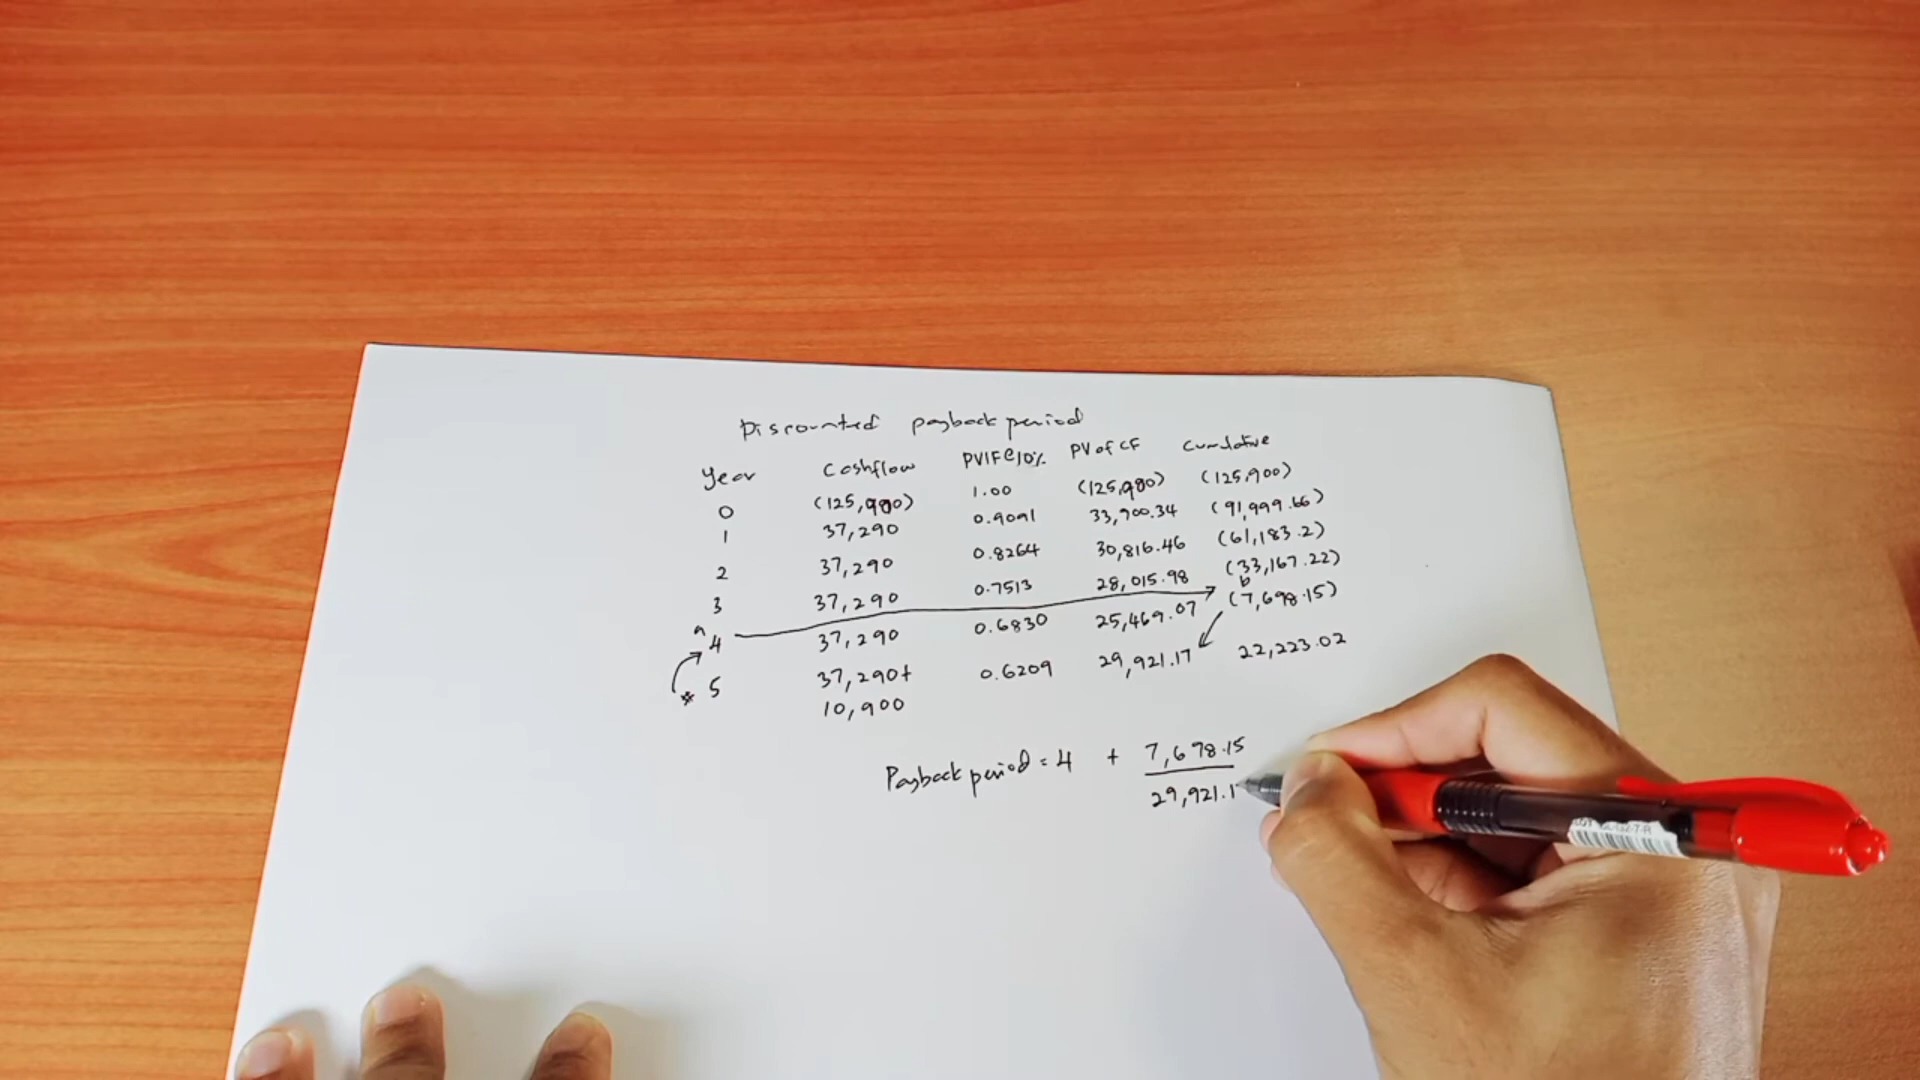 Discounted payback period
Year Cashflow PVIF@10% PV of CF Cumulative
0 (125,900) 1.00 (125,900) (125,900)
1 37,290 0.9091 33,900.34 (91,999.66)
2 37,290 0.8264 30,816.46 (61,183.2)
3 37,290 0.7513 28,015.98 (33,167.22)
a b
4 37,290 0.6830 25,469.07 (7,698.15)
* 5 37,290+ 0.6209 29,921.17 22,223.02
10,900
Payback period = 4 + 7,678.15
29,921.1